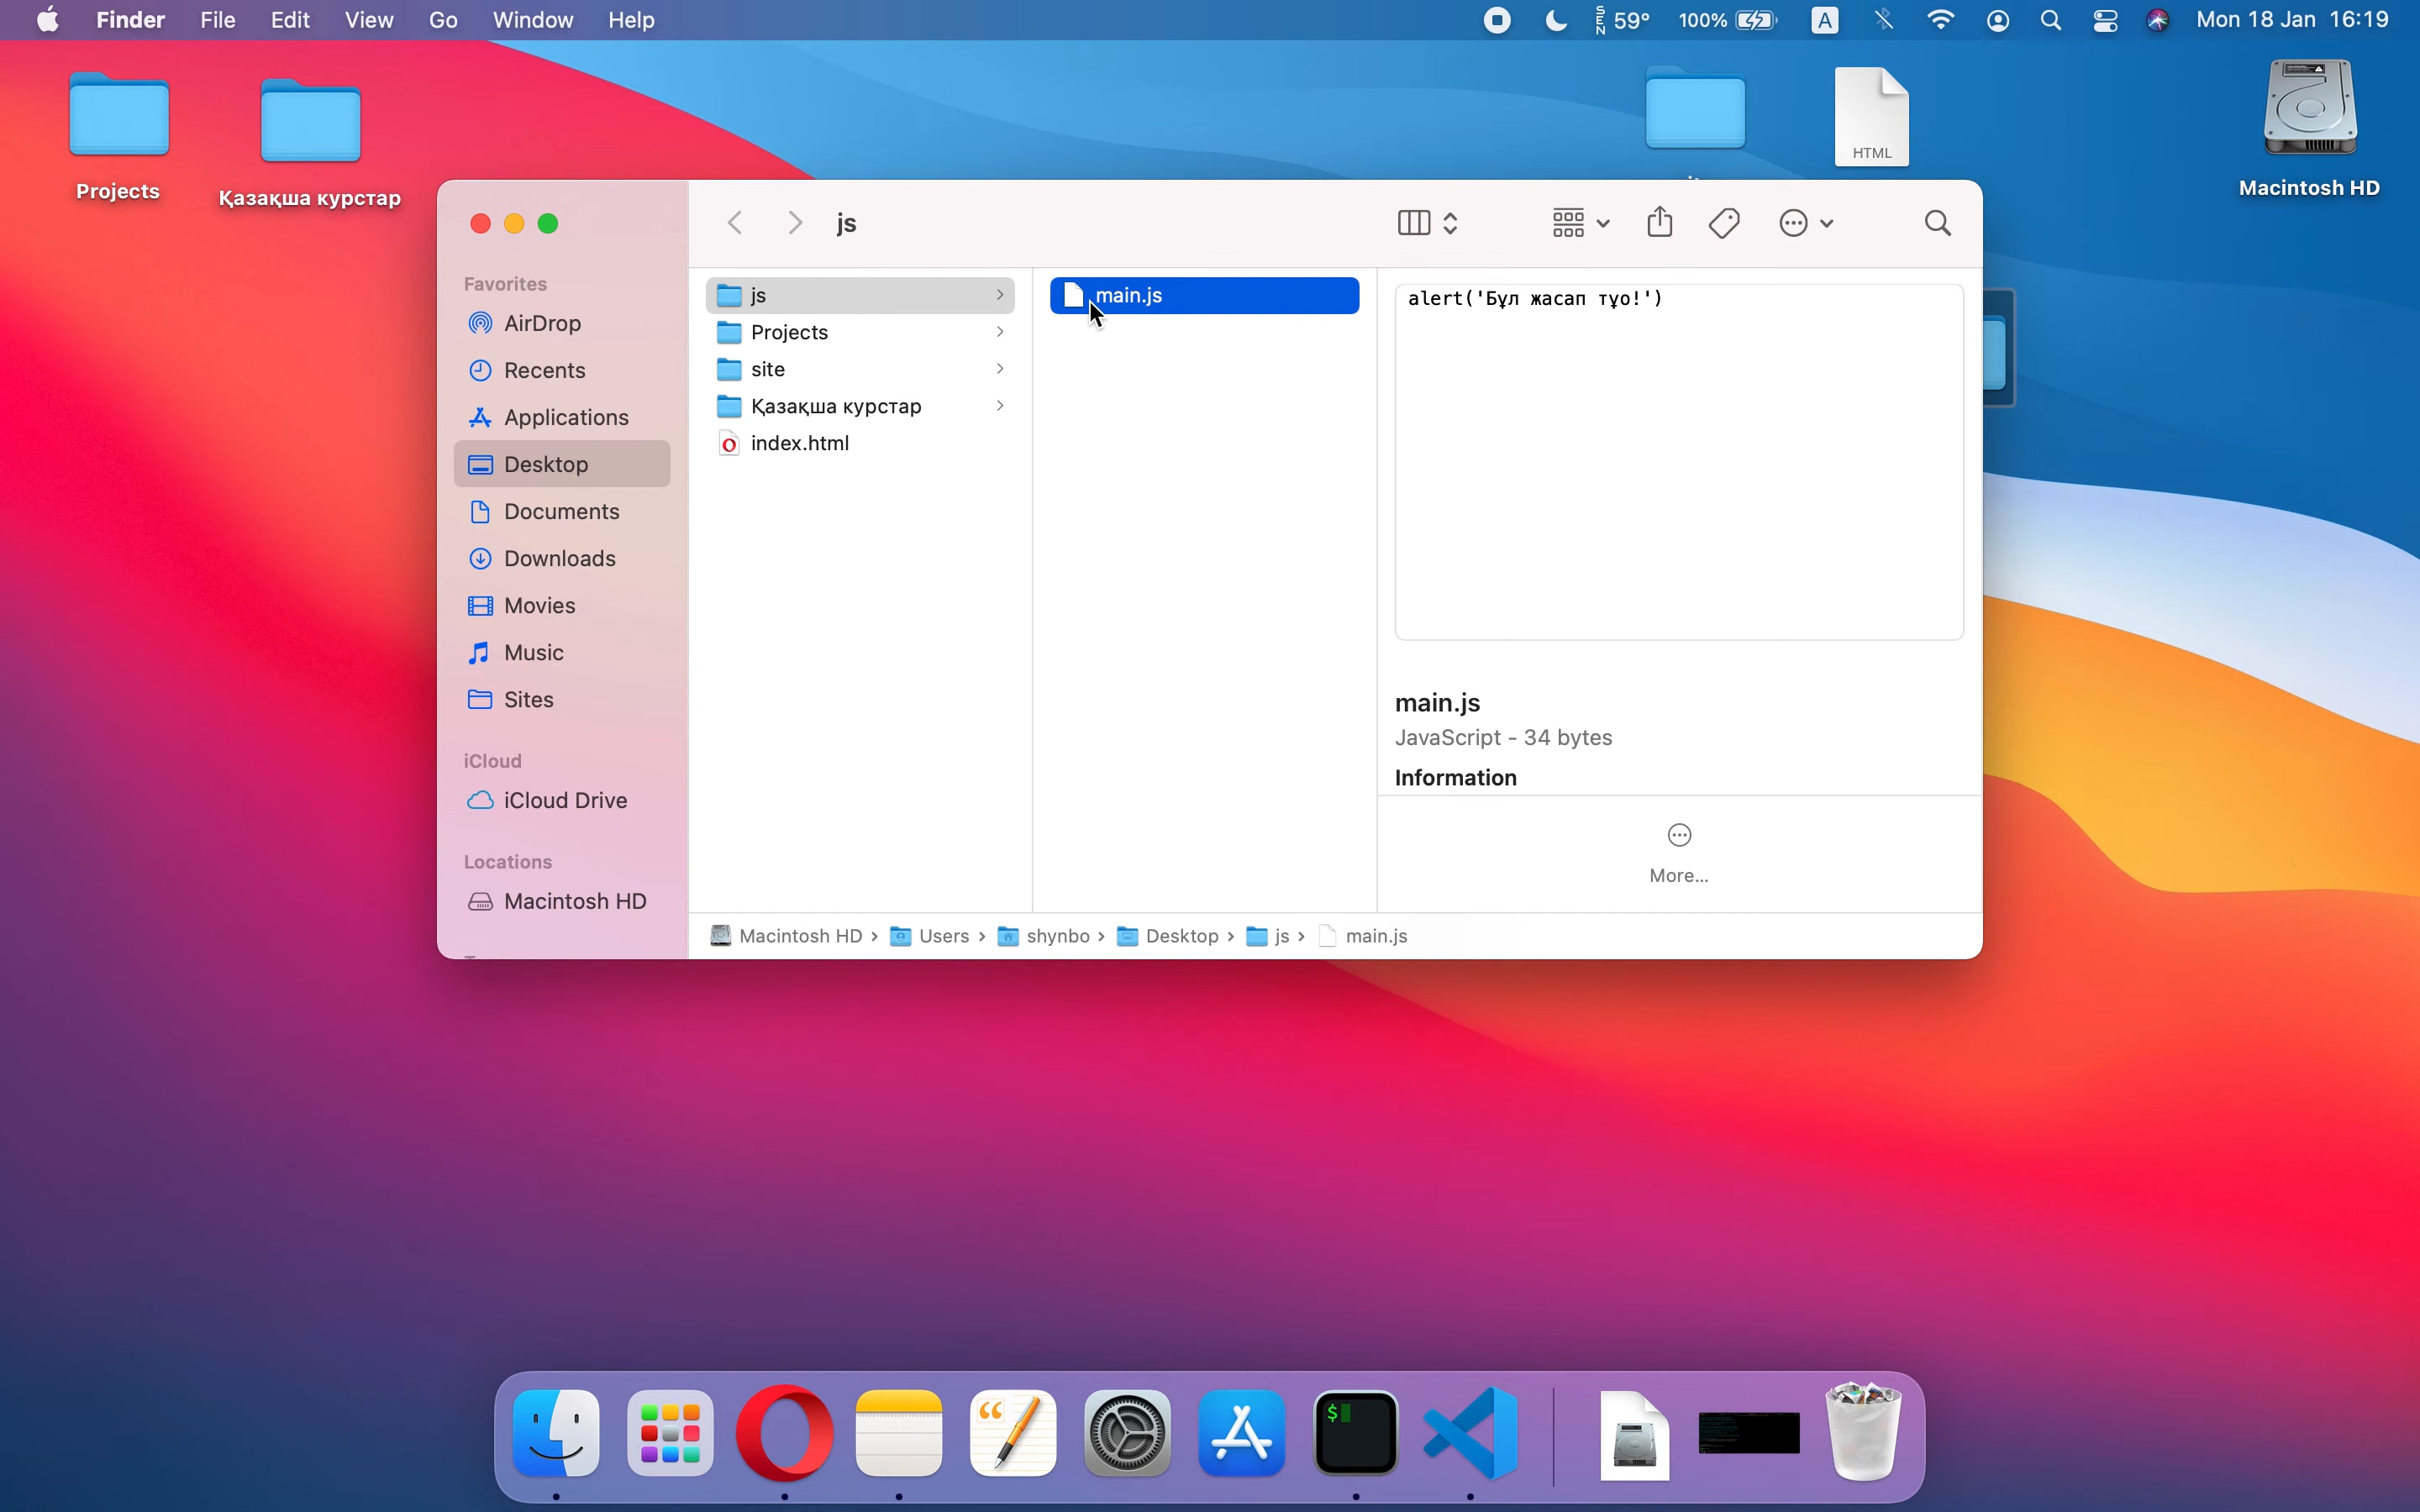 Finder File Edit View Go Window Help SEN 59° 100% A Mon 18 Jan 16:19
Projects
Қазақша курстар
HTML
Macintosh HD
js
Favorites
AirDrop
Recents
Applications
Desktop
Documents
Downloads
Movies
Music
Sites
iCloud
iCloud Drive
Locations
Macintosh HD
js
Projects
site
Қазақша курстар
index.html
main.js
alert('Бұл жасап тұо!')
main.js
JavaScript - 34 bytes
Information
More...
Macintosh HD › Users › shynbo › Desktop › js › main.js
$